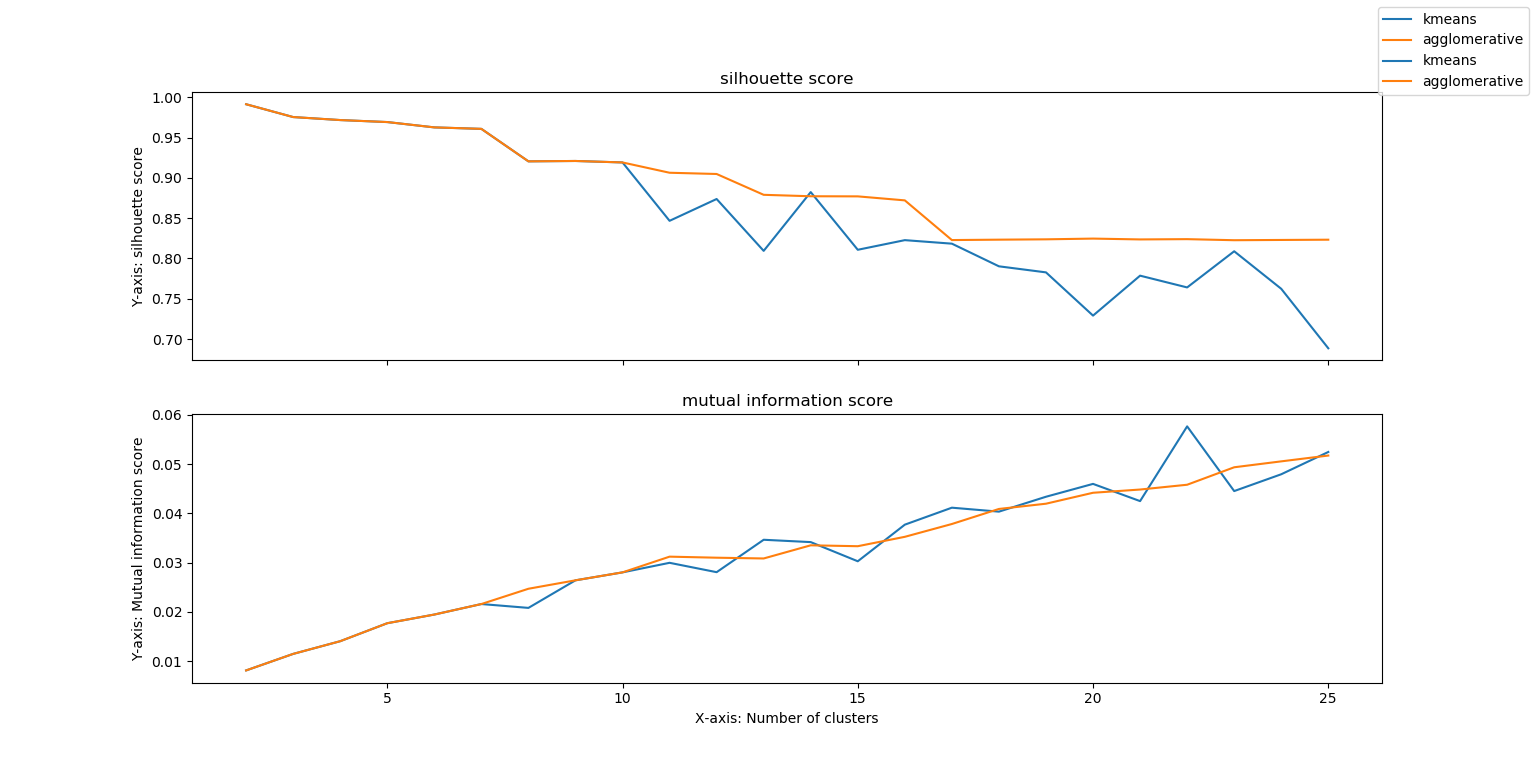 kmeans
agglomerative
kmeans
agglomerative
silhouette score
Y-axis: silhouette score
1.00
0.95
0.90
0.85
0.80
0.75
0.70
mutual information score
Y-axis: Mutual information score
0.06
0.05
0.04
0.03
0.02
0.01
5 10 15 20 25
X-axis: Number of clusters